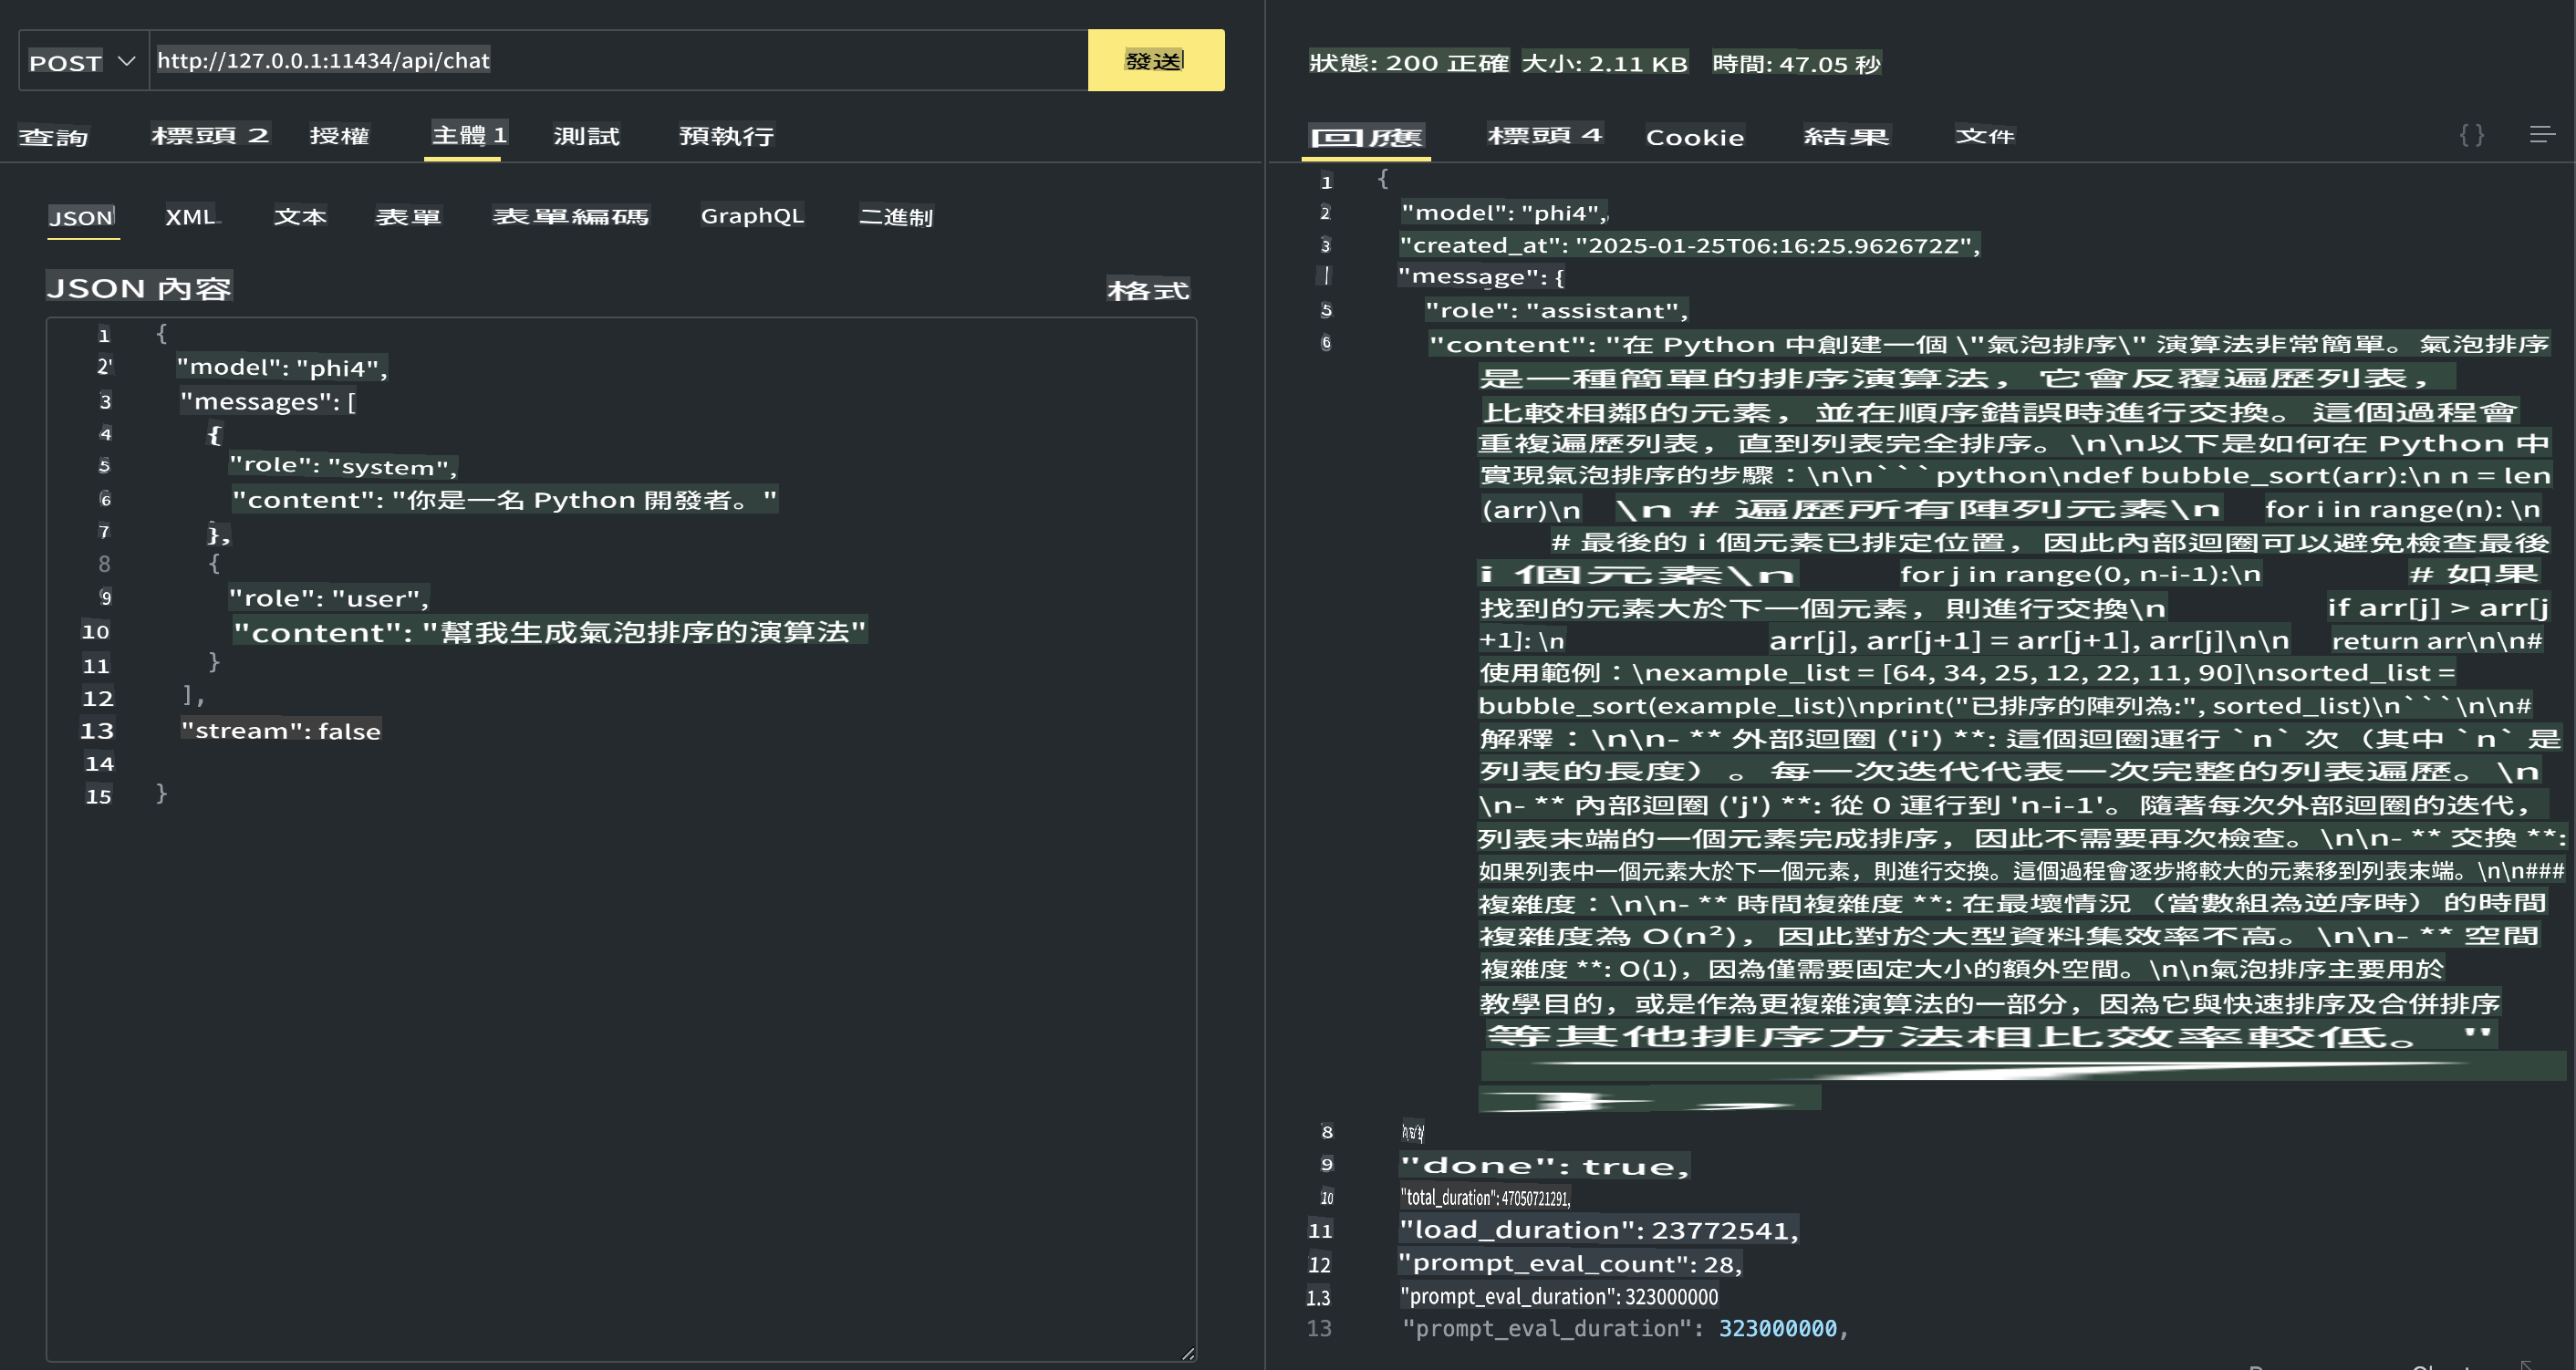 POST http://127.0.0.1:11434/api/chat 發送
查詢 標頭 2 授權 主體 1 測試 預執行
JSON XML 文本 表單 表單編碼 GraphQL 二進制
JSON 內容 格式
1 {
2 "model": "phi4",
3 "messages": [
4 {
5 "role": "system",
6 "content": "你是一名 Python 開發者。"
7 },
8 {
9 "role": "user",
10 "content": "幫我生成氣泡排序的演算法"
11 }
12 ],
13 "stream": false
14
15 }
狀態: 200 正確 大小: 2.11 KB 時間: 47.05 秒
回應 標頭 4 Cookie 結果 文件 {}
1 {
2 "model": "phi4",
3 "created_at": "2025-01-25T06:16:25.962672Z",
"message": {
5 "role": "assistant",
6 "content": "在 Python 中創建一個 \"氣泡排序\" 演算法非常簡單。氣泡排序
是一種簡單的排序演算法，它會反覆遍歷列表，
比較相鄰的元素，並在順序錯誤時進行交換。這個過程會
重複遍歷列表，直到列表完全排序。\n\n以下是如何在 Python 中
實現氣泡排序的步驟：\n\n```python\ndef bubble_sort(arr):\n n = len
(arr)\n \n # 遍歷所有陣列元素\n for i in range(n): \n
# 最後的 i 個元素已排定位置，因此內部迴圈可以避免檢查最後
i 個元素\n for j in range(0, n-i-1):\n # 如果
找到的元素大於下一個元素，則進行交換\n if arr[j] > arr[j
+1]: \n arr[j], arr[j+1] = arr[j+1], arr[j]\n\n return arr\n\n#
使用範例：\nexample_list = [64, 34, 25, 12, 22, 11, 90]\nsorted_list =
bubble_sort(example_list)\nprint("已排序的陣列為:", sorted_list)\n```\n\n#
解釋：\n\n- ** 外部迴圈 ('i') **: 這個迴圈運行 `n` 次（其中 `n` 是
列表的長度）。每一次迭代代表一次完整的列表遍歷。\n
\n- ** 內部迴圈 ('j') **: 從 0 運行到 'n-i-1'。隨著每次外部迴圈的迭代，
列表末端的一個元素完成排序，因此不需要再次檢查。\n\n- ** 交換 **:
如果列表中一個元素大於下一個元素，則進行交換。這個過程會逐步將較大的元素移到列表末端。\n\n###
複雜度：\n\n- ** 時間複雜度 **: 在最壞情況（當數組為逆序時）的時間
複雜度為 O(n²)，因此對於大型資料集效率不高。\n\n- ** 空間
複雜度 **: O(1)，因為僅需要固定大小的額外空間。\n\n氣泡排序主要用於
教學目的，或是作為更複雜演算法的一部分，因為它與快速排序及合併排序
等其他排序方法相比效率較低。 "
8
9 "done": true,
10 "total_duration": 47050721291,
11 "load_duration": 23772541,
12 "prompt_eval_count": 28,
1.3 "prompt_eval_duration": 323000000
13 "prompt_eval_duration": 323000000,